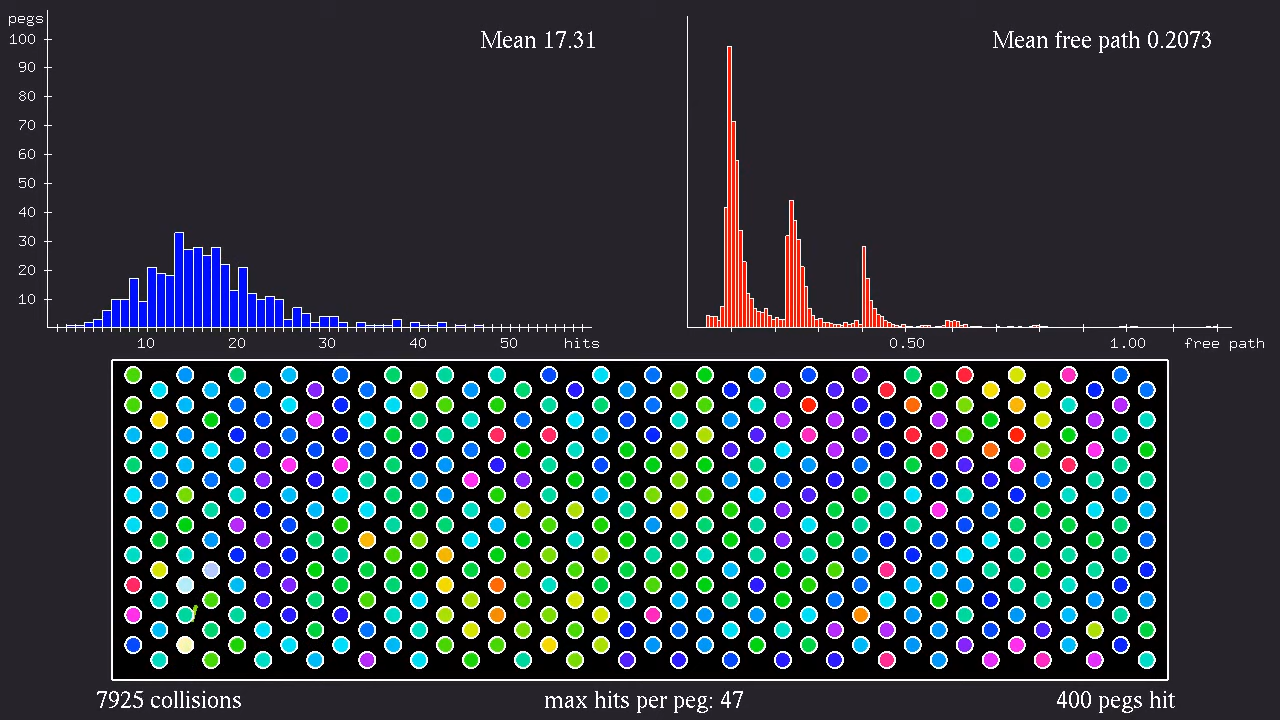 pegs
Mean 17.31
Mean free path 0.2073
100
90
80
70
60
50
40
30
20
10
10 20 30 40 50 hits
0.50 1.00 free path
7925 collisions
max hits per peg: 47
400 pegs hit